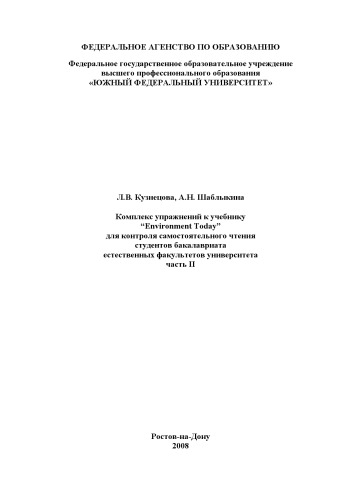 ФЕДЕРАЛЬНОЕ АГЕНСТВО ПО ОБРАЗОВАНИЮ
Федеральное государственное образовательное учреждение
высшего профессионального образования
«ЮЖНЫЙ ФЕДЕРАЛЬНЫЙ УНИВЕРСИТЕТ»
Л.В. Кузнецова, А.Н. Шаблыкина
Комплекс упражнений к учебнику
“Environment Today”
для контроля самостоятельного чтения
студентов бакалавриата
естественных факультетов университета
часть II
Ростов-на-Дону
2008